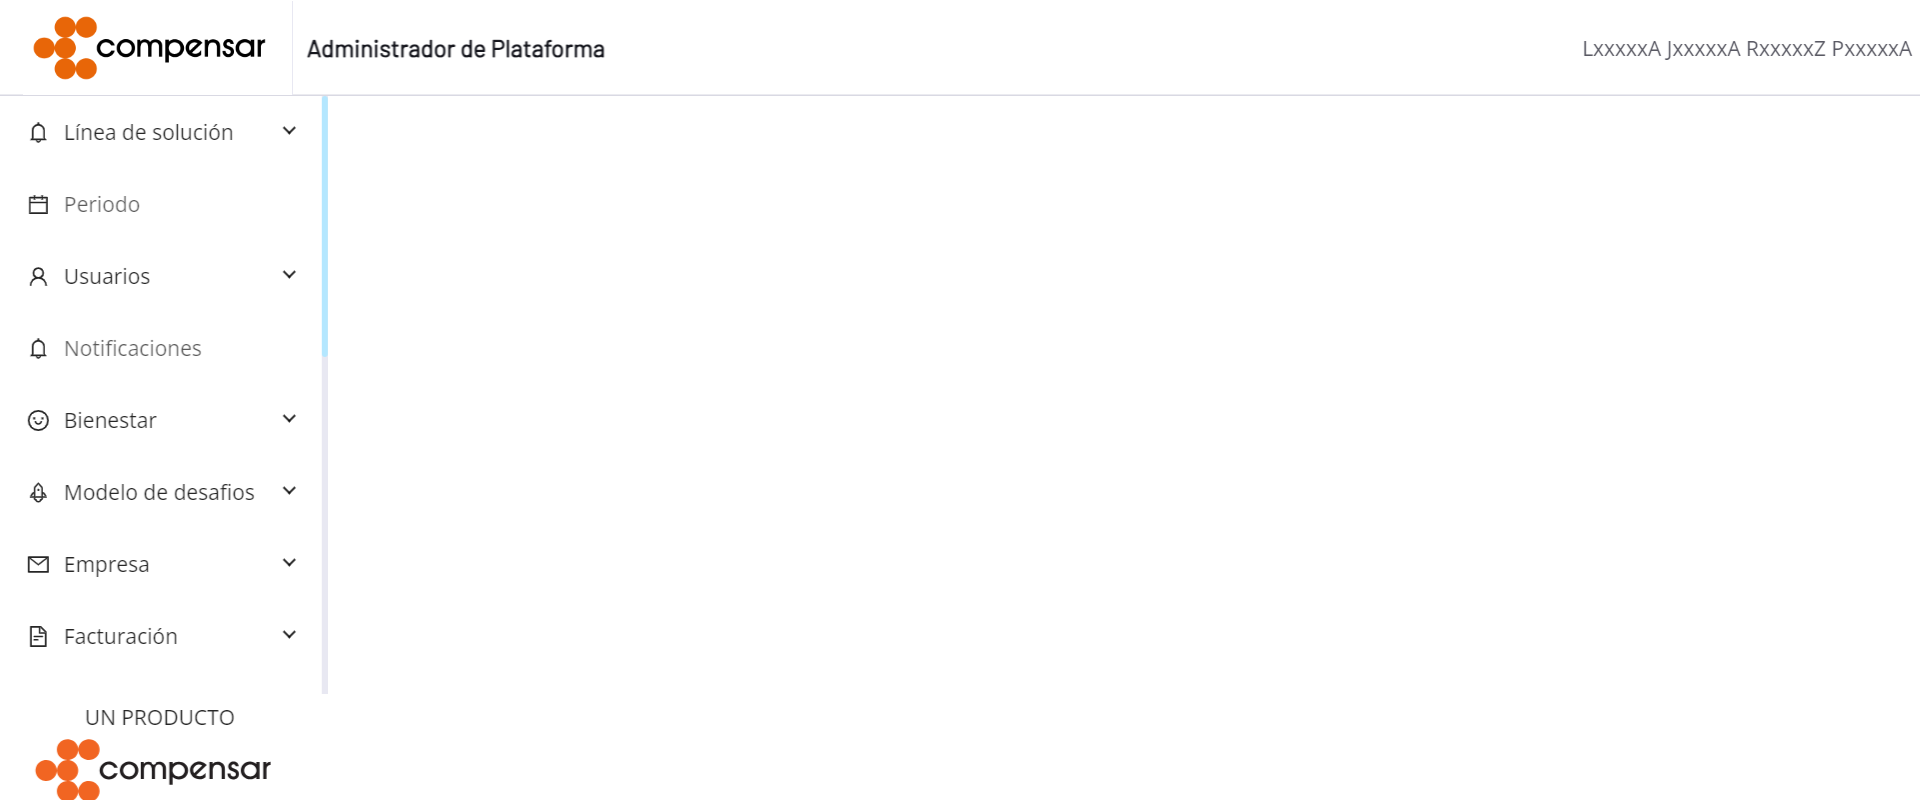 compensar
Administrador de Plataforma
LxxxxxA JxxxxxA RxxxxxZ PxxxxxA
Línea de solución
Periodo
Usuarios
Notificaciones
Bienestar
Modelo de desafios
Empresa
Facturación
UN PRODUCTO
compensar